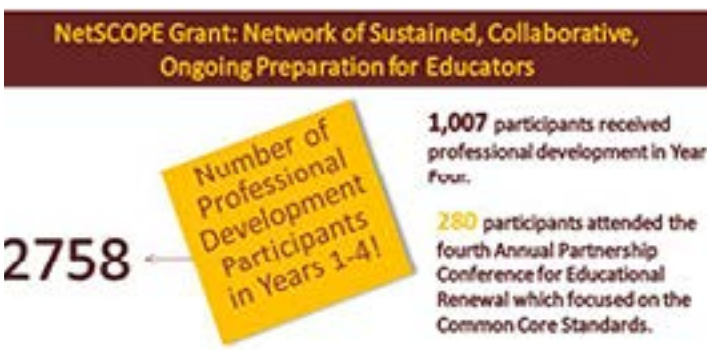 NetSCOPE Grant: Network of Sustained, Collaborative,
Ongoing Preparation for Educators
2758
Number of
Professional
Development
Participants
in Years 1-4!
1,007 participants received
professional development in Year
Four.
280 participants attended the
fourth Annual Partnership
Conference for Educational
Renewal which focused on the
Common Core Standards.